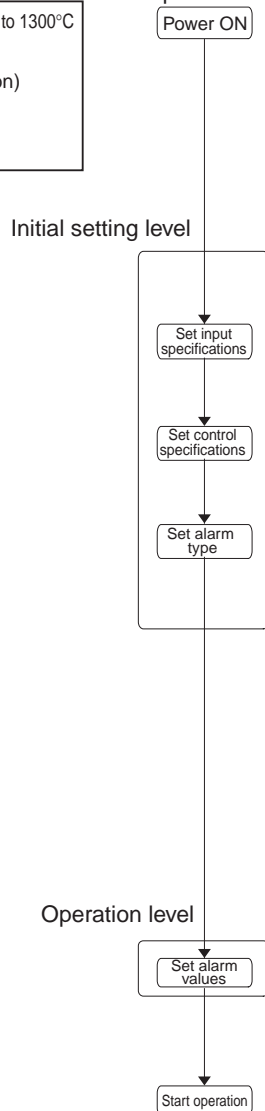 to 1300°C
Power ON
Initial setting level
Set input
specifications
Set control
specifications
Set alarm
type
Operation level
Set alarm
values
Start operation